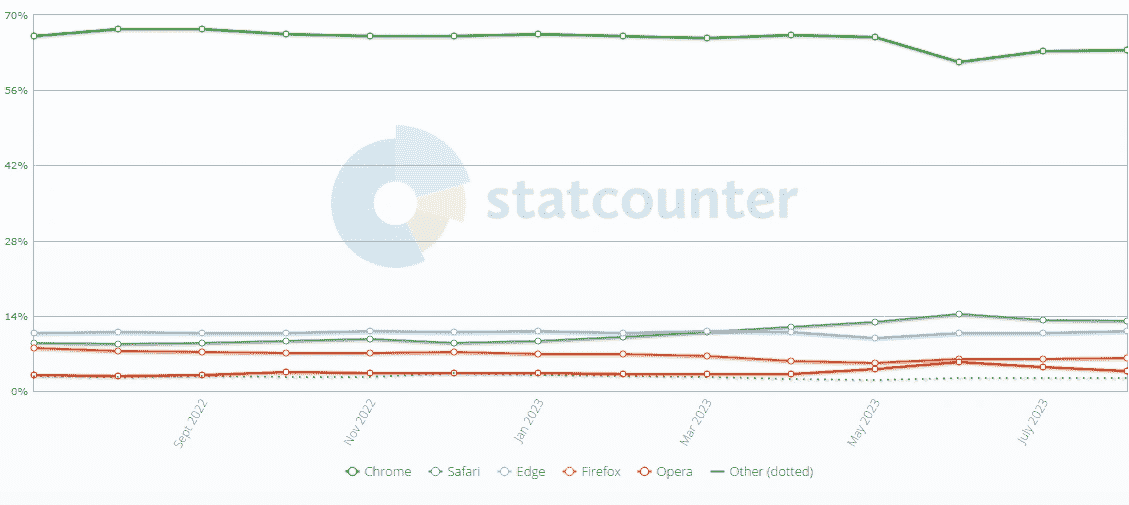 70%
56%
42%
statcounter
28%
14%
0%
Sept 2022
Nov 2022
Jan 2023
Mar 2023
May 2023
July 2023
Chrome Safari Edge Firefox Opera Other (dotted)